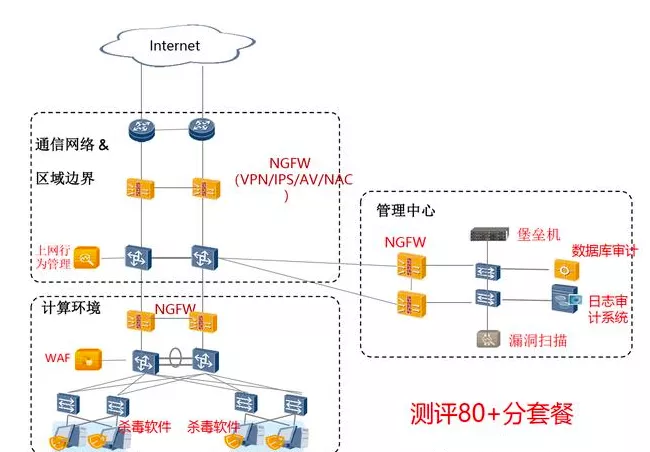 Internet
通信网络 &
区域边界
NGFW
(VPN/IPS/AV/NAC
)
上网行
为管理
管理中心
NGFW
堡垒机
数据库审计
日志审
计系统
漏洞扫描
计算环境
NGFW
WAF
杀毒软件
杀毒软件
测评80+分套餐